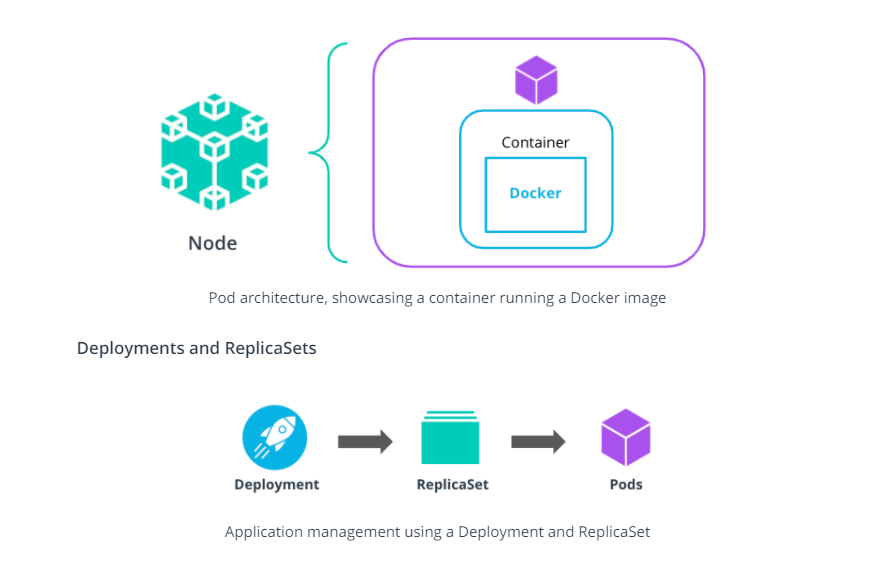 Container
Docker
Node
Pod architecture, showcasing a container running a Docker image
Deployments and ReplicaSets
Deployment
ReplicaSet
Pods
Application management using a Deployment and ReplicaSet